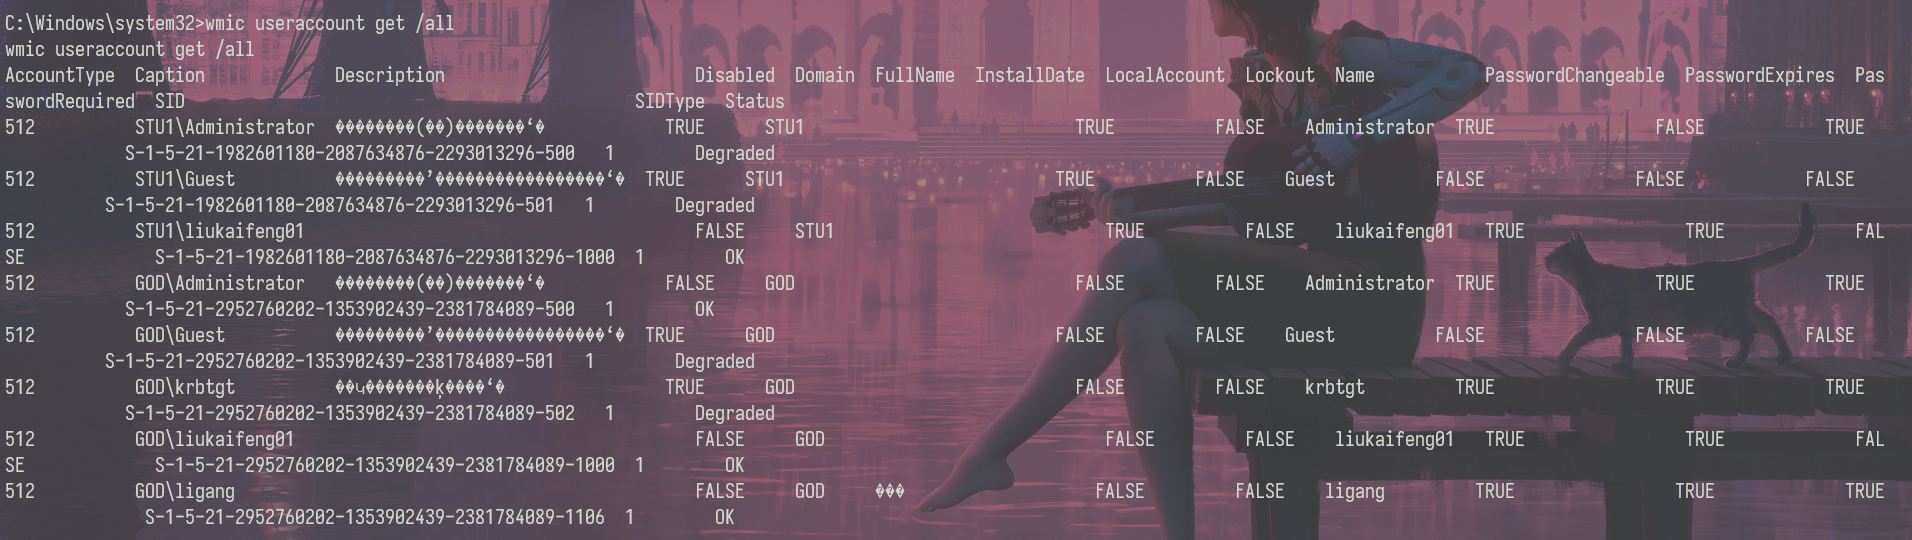 C:\Windows\system32>wmic useraccount get /all
wmic useraccount get /all
AccountType  Caption             Description                         Disabled  Domain  FullName  InstallDate  LocalAccount  Lockout  Name           PasswordChangeable  PasswordExpires  Pas
swordRequired  SID                                             SIDType  Status
512          STU1\Administrator  ��������(��)�������ʻ�            TRUE      STU1                           TRUE          FALSE    Administrator  TRUE                FALSE            TRUE
            S-1-5-21-1982601180-2087634876-2293013296-500   1        Degraded
512          STU1\Guest          ���������ʼ�����������������ʻ�  TRUE      STU1                           TRUE          FALSE    Guest          FALSE               FALSE            FALSE
          S-1-5-21-1982601180-2087634876-2293013296-501   1        Degraded
512          STU1\liukaifeng01                                       FALSE     STU1                           TRUE          FALSE    liukaifeng01   TRUE                TRUE             FAL
SE             S-1-5-21-1982601180-2087634876-2293013296-1000  1        OK
512          GOD\Administrator   ��������(��)�������ʻ�            FALSE     GOD                            FALSE         FALSE    Administrator  TRUE                TRUE             TRUE
            S-1-5-21-2952760202-1353902439-2381784089-500   1        OK
512          GOD\Guest           ���������ʼ�����������������ʻ�  TRUE      GOD                            FALSE         FALSE    Guest          FALSE               FALSE            FALSE
          S-1-5-21-2952760202-1353902439-2381784089-501   1        Degraded
512          GOD\krbtgt          ��Կ�������ķ����ʻ�                TRUE      GOD                            FALSE         FALSE    krbtgt         TRUE                TRUE             TRUE
            S-1-5-21-2952760202-1353902439-2381784089-502   1        Degraded
512          GOD\liukaifeng01                                        FALSE     GOD                            FALSE         FALSE    liukaifeng01   TRUE                TRUE             FAL
SE             S-1-5-21-2952760202-1353902439-2381784089-1000  1        OK
512          GOD\ligang                                              FALSE     GOD     ���                   FALSE         FALSE    ligang         TRUE                TRUE             TRUE
              S-1-5-21-2952760202-1353902439-2381784089-1106  1        OK